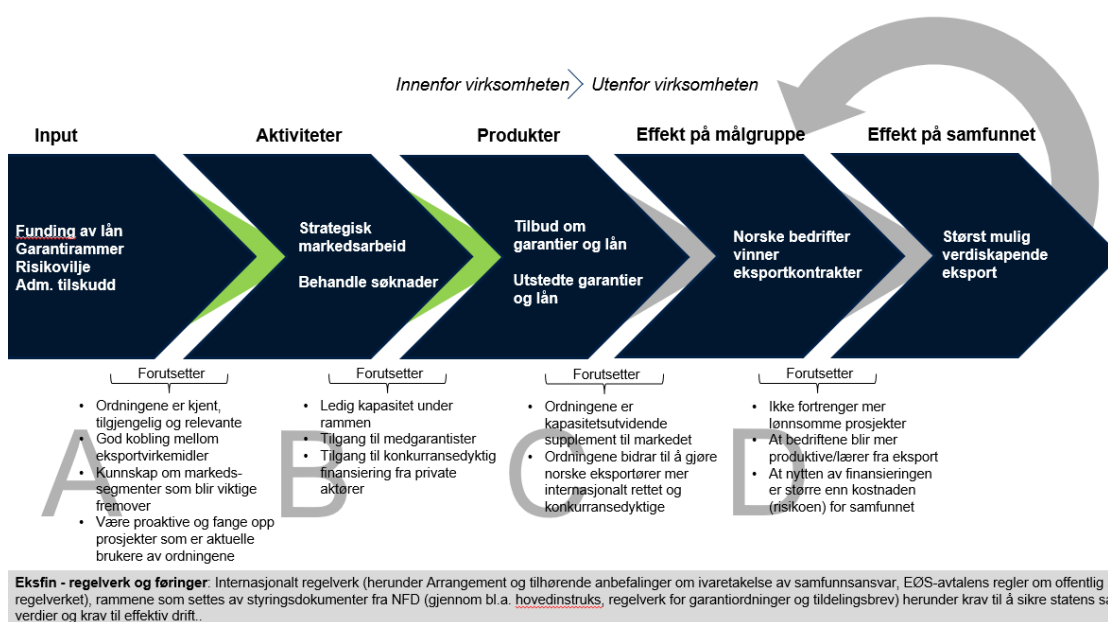 Innenfor virksomheten
Utenfor virksomheten
Input
Aktiviteter
Produkter
Effekt på målgruppe
Effekt på samfunnet
Funding av lån
Garantirammer
Risikovilje
Adm. tilskudd
Strategisk
markedsarbeid
Behandle søknader
Tilbud om
garantier og lån
Utstedte garantier
og lån
Norske bedrifter
vinner
eksportkontrakter
Størst mulig
verdiskapende
eksport
Forutsetter
A
• Ordningene er kjent,
tilgjengelig og relevante
• God kobling mellom
eksportvirkemidler
• Kunnskap om markeds-
segmenter som blir viktige
fremover
• Være proaktive og fange opp
prosjekter som er aktuelle
brukere av ordningene
Forutsetter
B
• Ledig kapasitet under
rammen
• Tilgang til medgarantister
• Tilgang til konkurransedyktig
finansiering fra private
aktører
Forutsetter
C
• Ordningene er
kapasitetsutvidende
supplement til markedet
• Ordningene bidrar til å gjøre
norske eksportører mer
internasjonalt rettet og
konkurransedyktige
Forutsetter
D
• Ikke fortrenger mer
lønnsomme prosjekter
• At bedriftene blir mer
produktive/lærer fra eksport
• At nytten av finansieringen
er større enn kostnaden
(risikoen) for samfunnet
Eksfin - regelverk og føringer: Internasjonalt regelverk (herunder Arrangement og tilhørende anbefalinger om ivaretakelse av samfunnsansvar, EØS-avtalens regler om offentlig
regelverket), rammene som settes av styringsdokumenter fra NFD (gjennom bl.a. hovedinstruks, regelverk for garantiordninger og tildelingsbrev) herunder krav til å sikre statens
verdier og krav til effektiv drift..